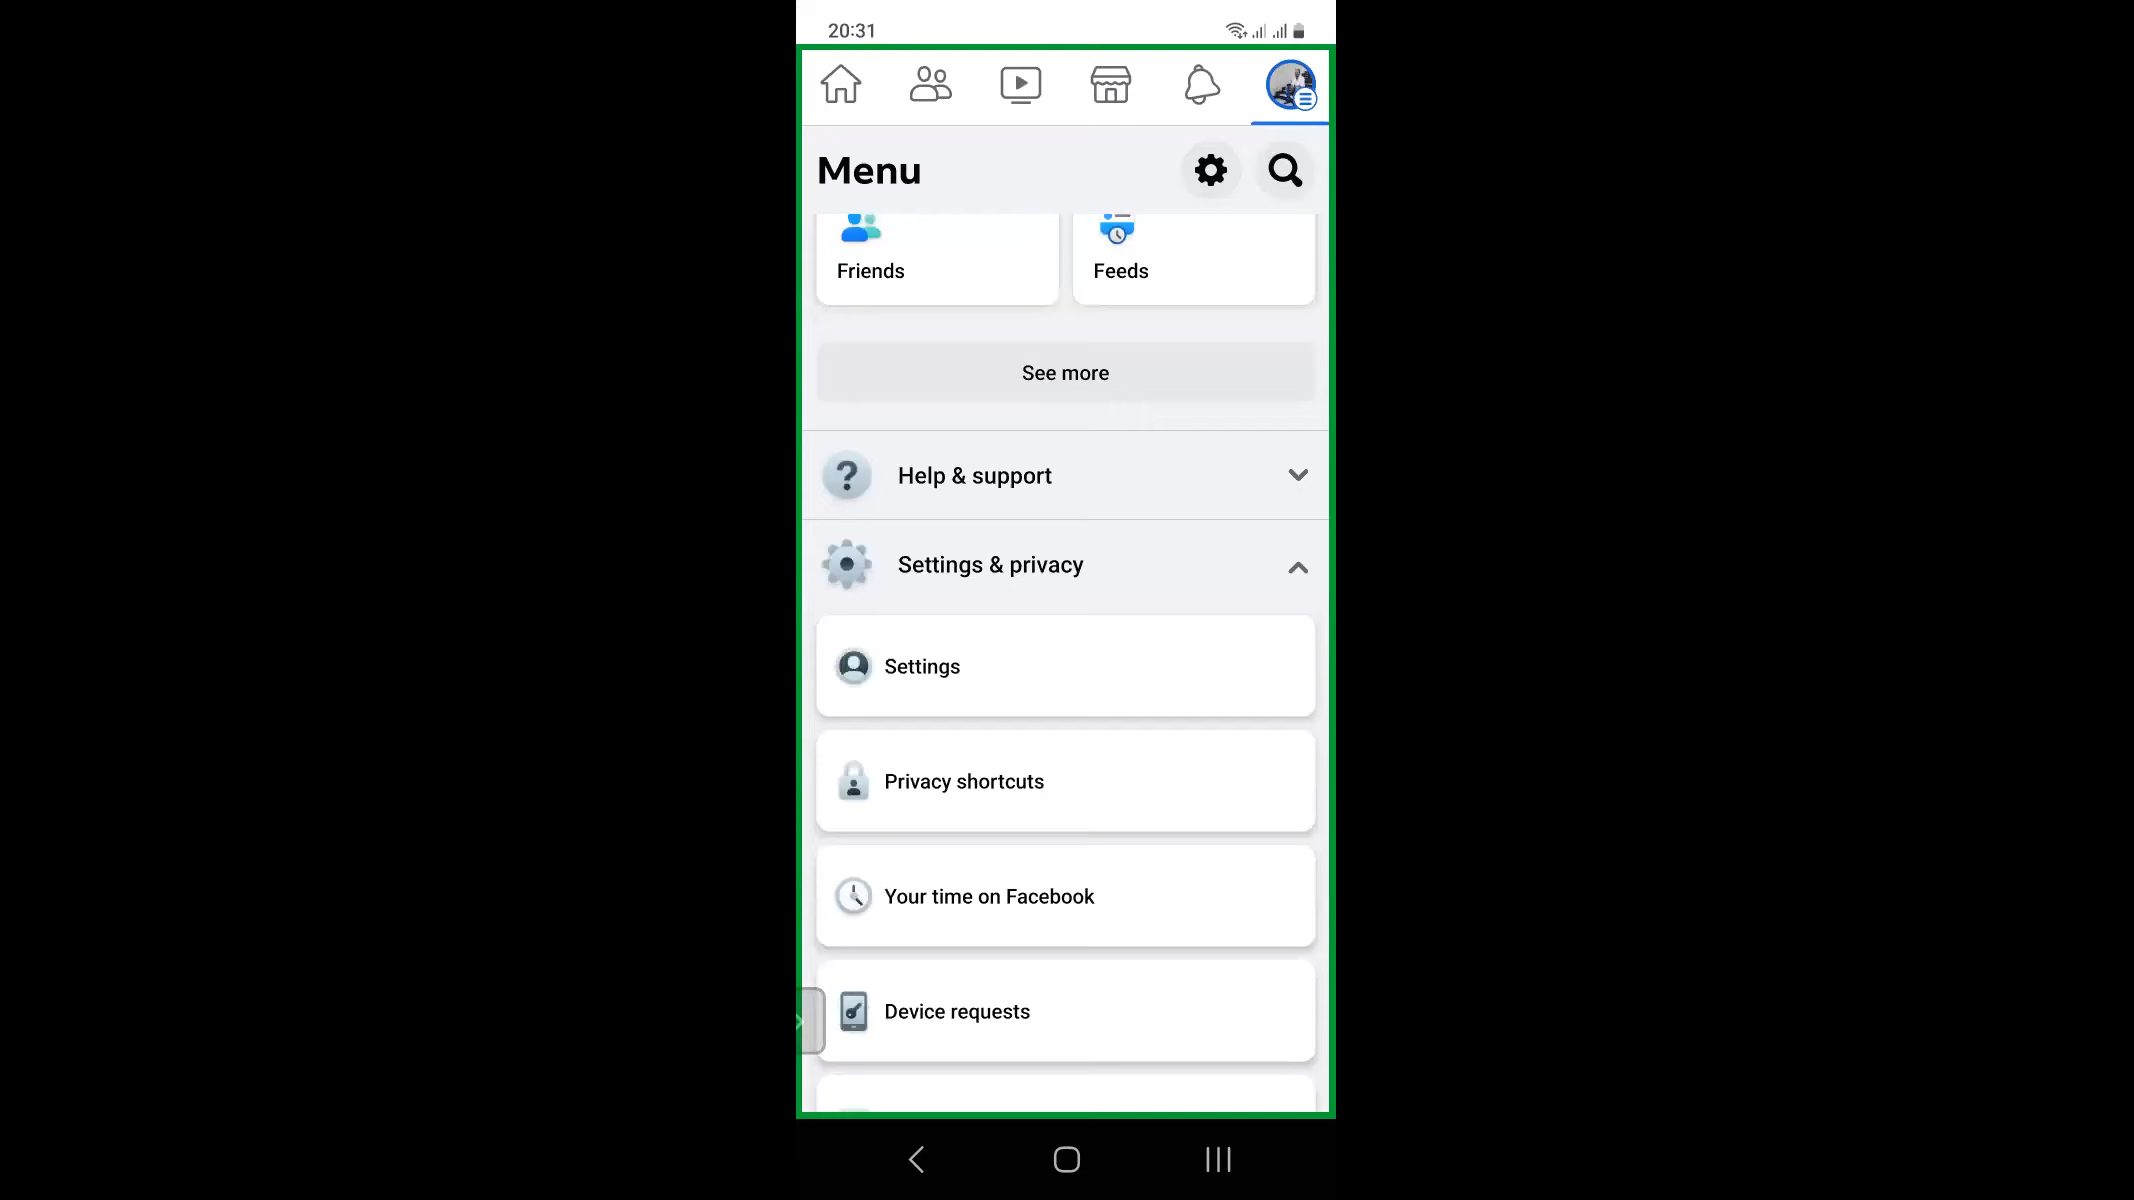 20:31
Menu
Friends
Feeds
See more
Help & support
Settings & privacy
Settings
Privacy shortcuts
Your time on Facebook
Device requests